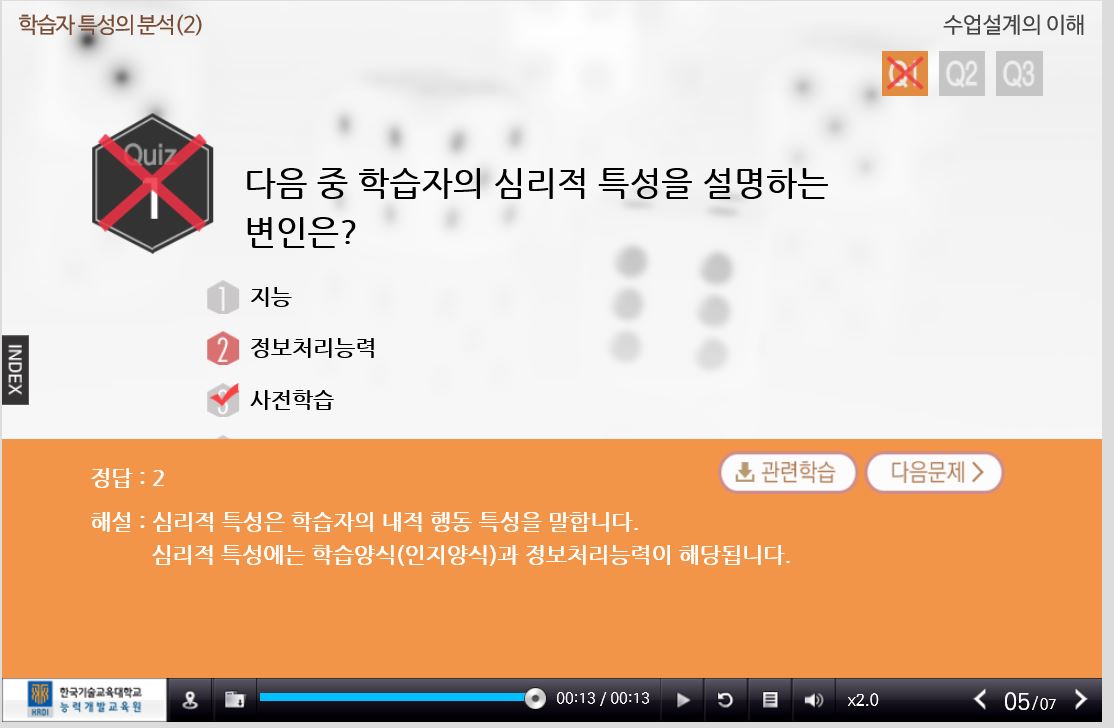 학습자 특성의 분석(2)
수업설계의 이해
Q1 Q2 Q3
Quiz
1
다음 중 학습자의 심리적 특성을 설명하는
변인은?
1 지능
2 정보처리능력
3 사전학습
INDEX
정답 : 2
관련학습
다음문제 >
해설 : 심리적 특성은 학습자의 내적 행동 특성을 말합니다.
심리적 특성에는 학습양식(인지양식)과 정보처리능력이 해당됩니다.
한국기술교육대학교
능력개발교육원
HRDI
00:13 / 00:13
x2.0
05/07